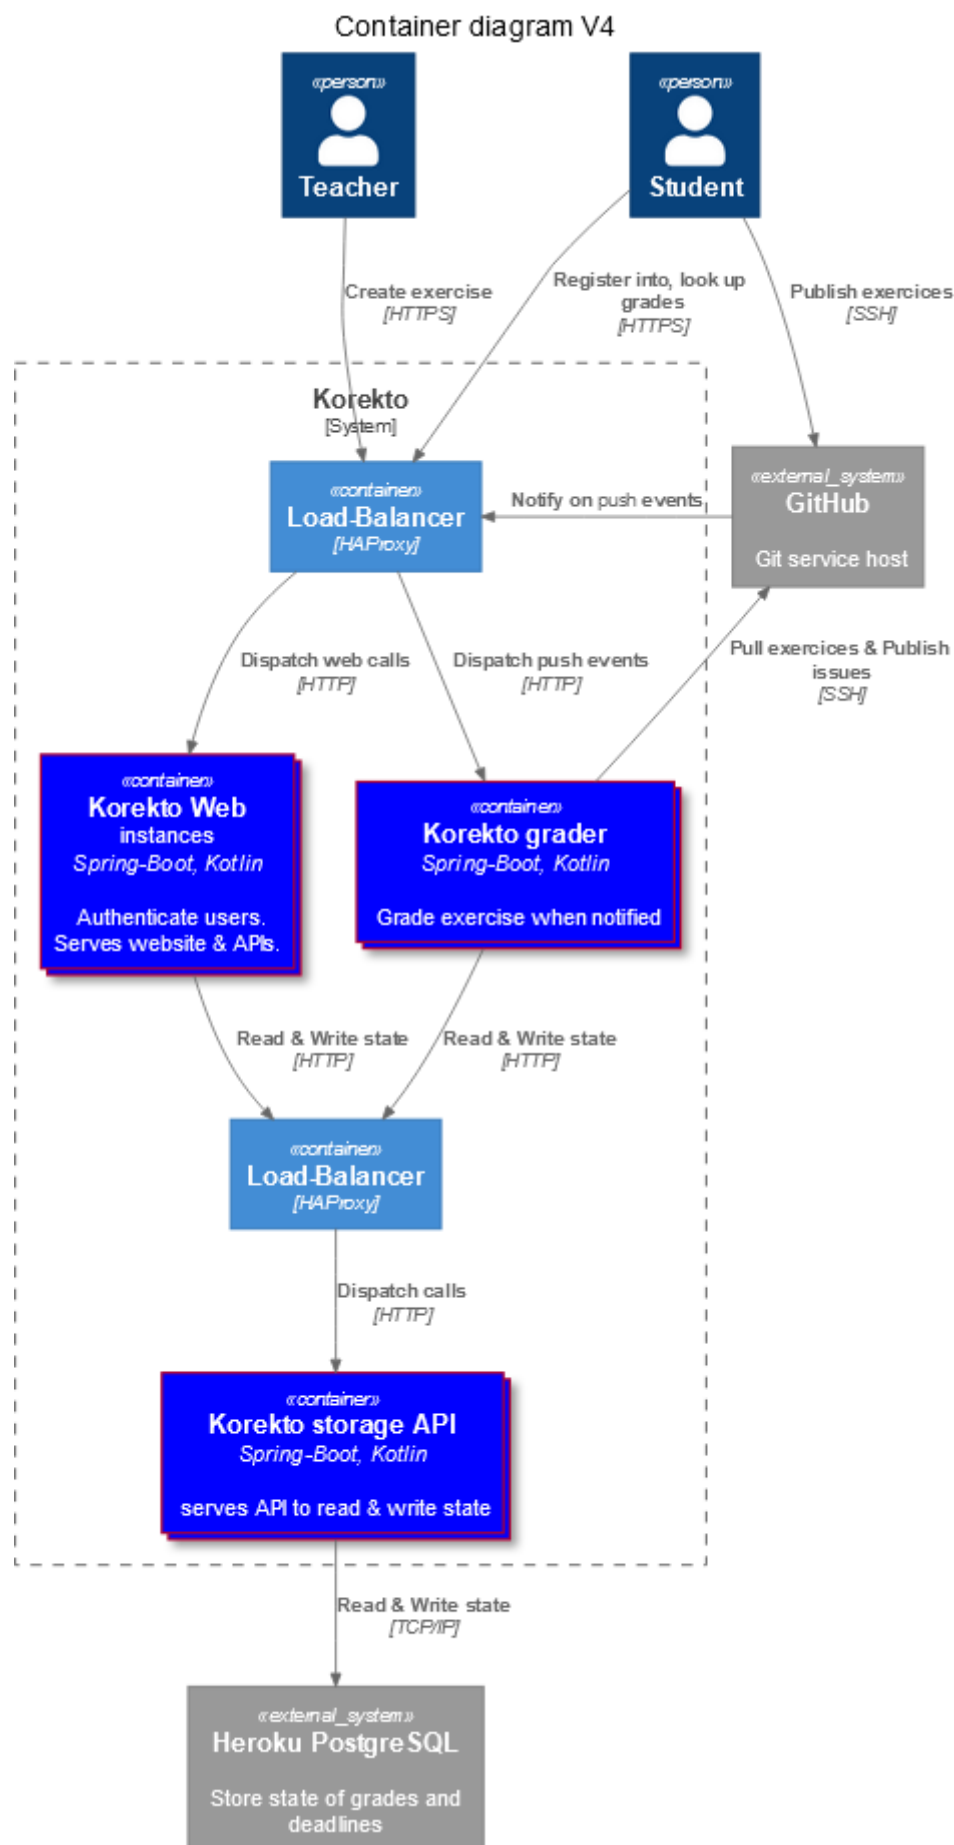 Container diagram V4
«person»
Teacher
«person»
Student
Create exercise
[HTTPS]
Register into, look up
grades
[HTTPS]
Publish exercices
[SSH]
Korekto
[System]
«container»
Load-Balancer
[HAProxy]
Notify on push events
«external_system»
GitHub
Git service host
Dispatch web calls
[HTTP]
Dispatch push events
[HTTP]
Pull exercices & Publish
issues
[SSH]
«container»
Korekto Web
instances
Spring-Boot, Kotlin
Authenticate users.
Serves website & APIs.
«container»
Korekto grader
Spring-Boot, Kotlin
Grade exercise when notified
Read & Write state
[HTTP]
Read & Write state
[HTTP]
«container»
Load-Balancer
[HAProxy]
Dispatch calls
[HTTP]
«container»
Korekto storage API
Spring-Boot, Kotlin
serves API to read & write state
Read & Write state
[TCP/IP]
«external_system»
Heroku PostgreSQL
Store state of grades and
deadlines